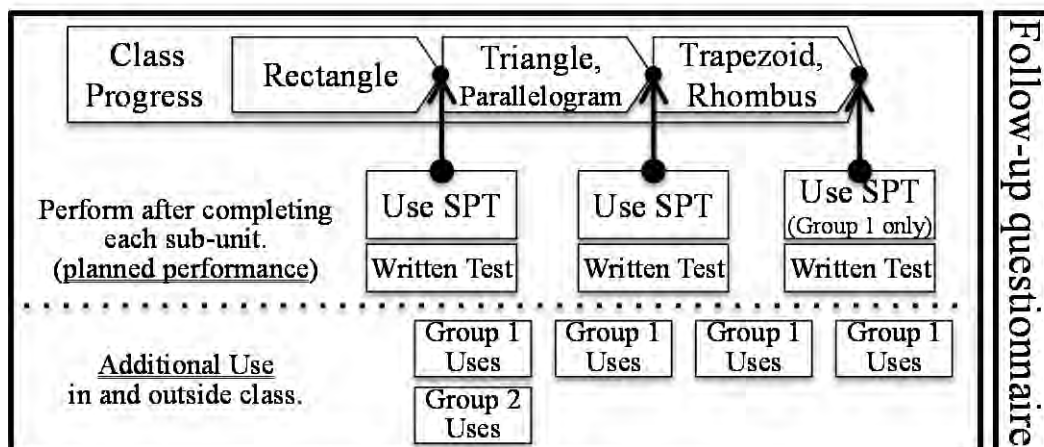 Class
Progress
Rectangle
Triangle,
Parallelogram
Trapezoid,
Rhombus
Perform after completing
each sub-unit.
(planned performance)
Use SPT
Written Test
Use SPT
Written Test
Use SPT
(Group 1 only)
Written Test
Additional Use
in and outside class.
Group 1
Uses
Group 2
Uses
Group 1
Uses
Group 1
Uses
Group 1
Uses
Follow-up questionnaire